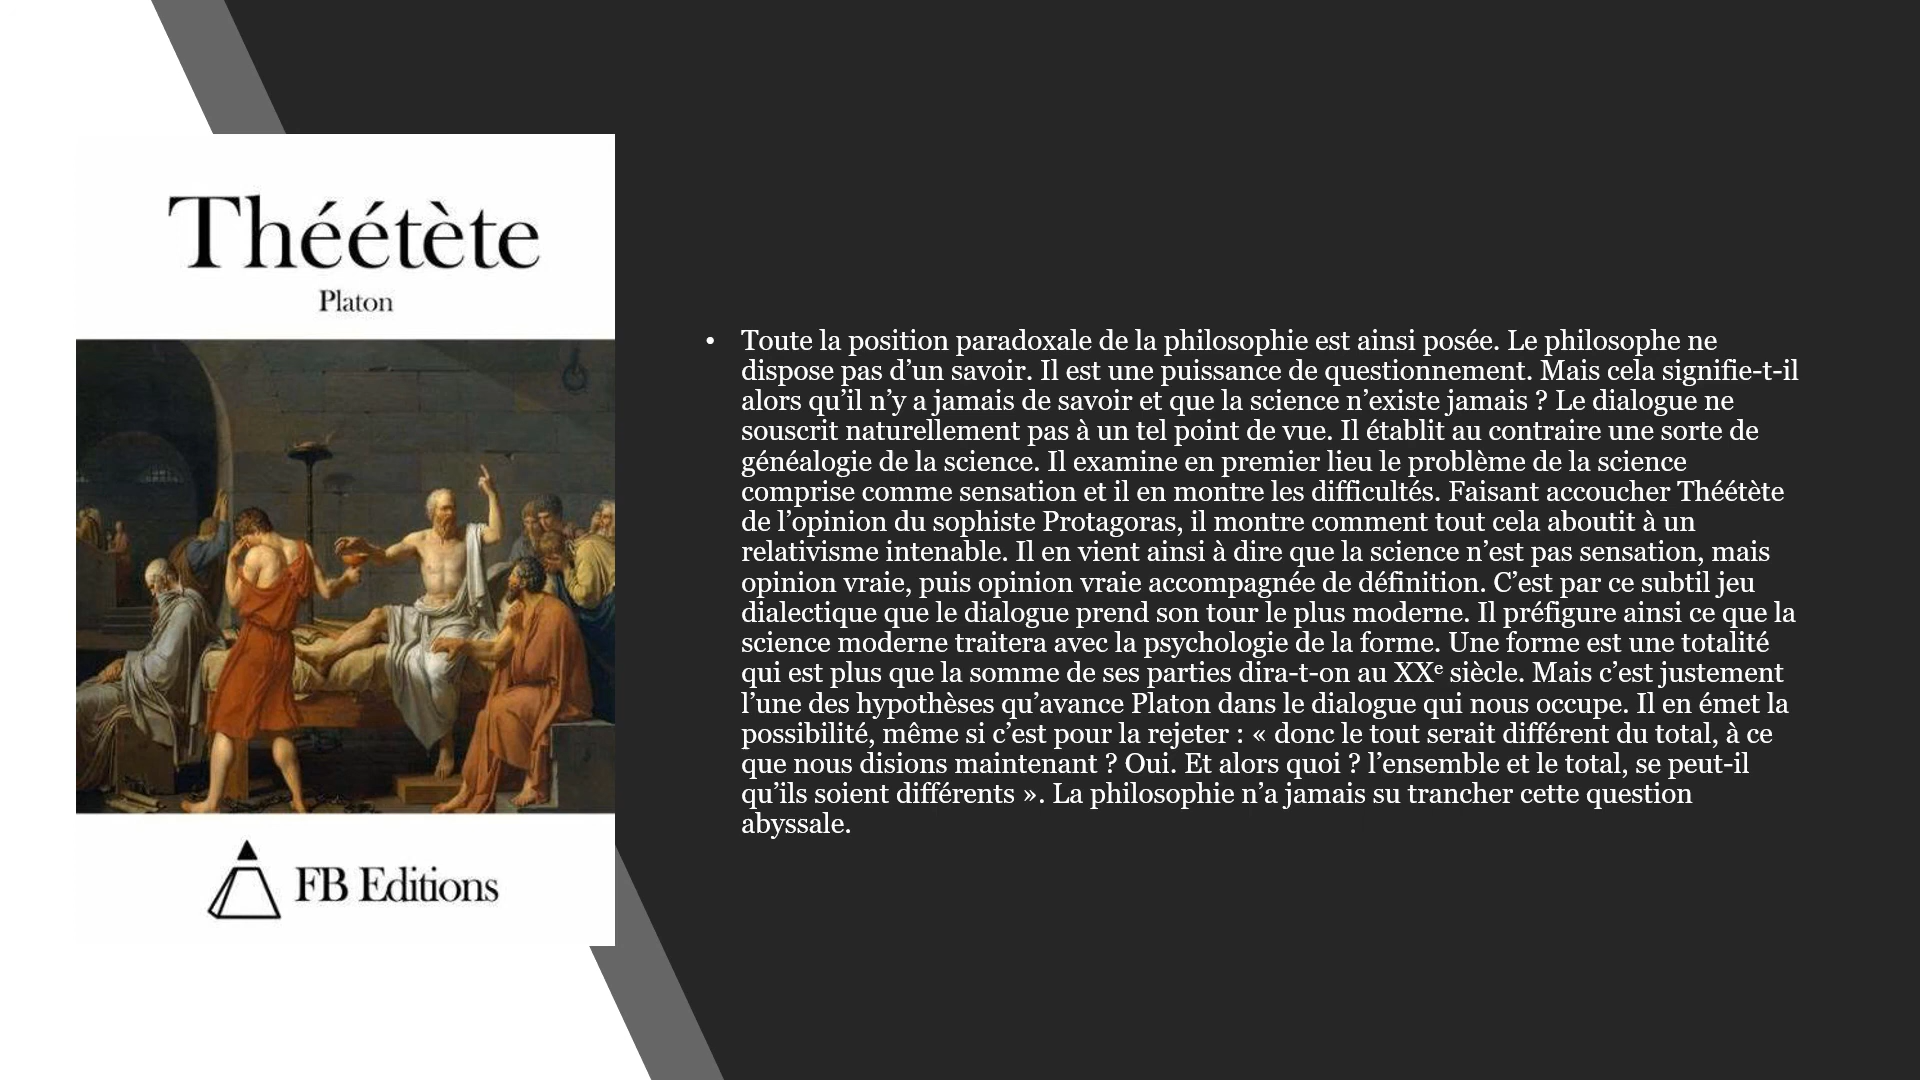 Théétète
Platon
FB Editions
• Toute la position paradoxale de la philosophie est ainsi posée. Le philosophe ne
dispose pas d’un savoir. Il est une puissance de questionnement. Mais cela signifie-t-il
alors qu’il n’y a jamais de savoir et que la science n’existe jamais ? Le dialogue ne
souscrit naturellement pas à un tel point de vue. Il établit au contraire une sorte de
généalogie de la science. Il examine en premier lieu le problème de la science
comprise comme sensation et il en montre les difficultés. Faisant accoucher Théétète
de l’opinion du sophiste Protagoras, il montre comment tout cela aboutit à un
relativisme intenable. Il en vient ainsi à dire que la science n’est pas sensation, mais
opinion vraie, puis opinion vraie accompagnée de définition. C’est par ce subtil jeu
dialectique que le dialogue prend son tour le plus moderne. Il préfigure ainsi ce que la
science moderne traitera avec la psychologie de la forme. Une forme est une totalité
qui est plus que la somme de ses parties dira-t-on au XXᵉ siècle. Mais c’est justement
l’une des hypothèses qu’avance Platon dans le dialogue qui nous occupe. Il en émet la
possibilité, même si c’est pour la rejeter : « donc le tout serait différent du total, à ce
que nous disions maintenant ? Oui. Et alors quoi ? l’ensemble et le total, se peut-il
qu’ils soient différents ». La philosophie n’a jamais su trancher cette question
abyssale.